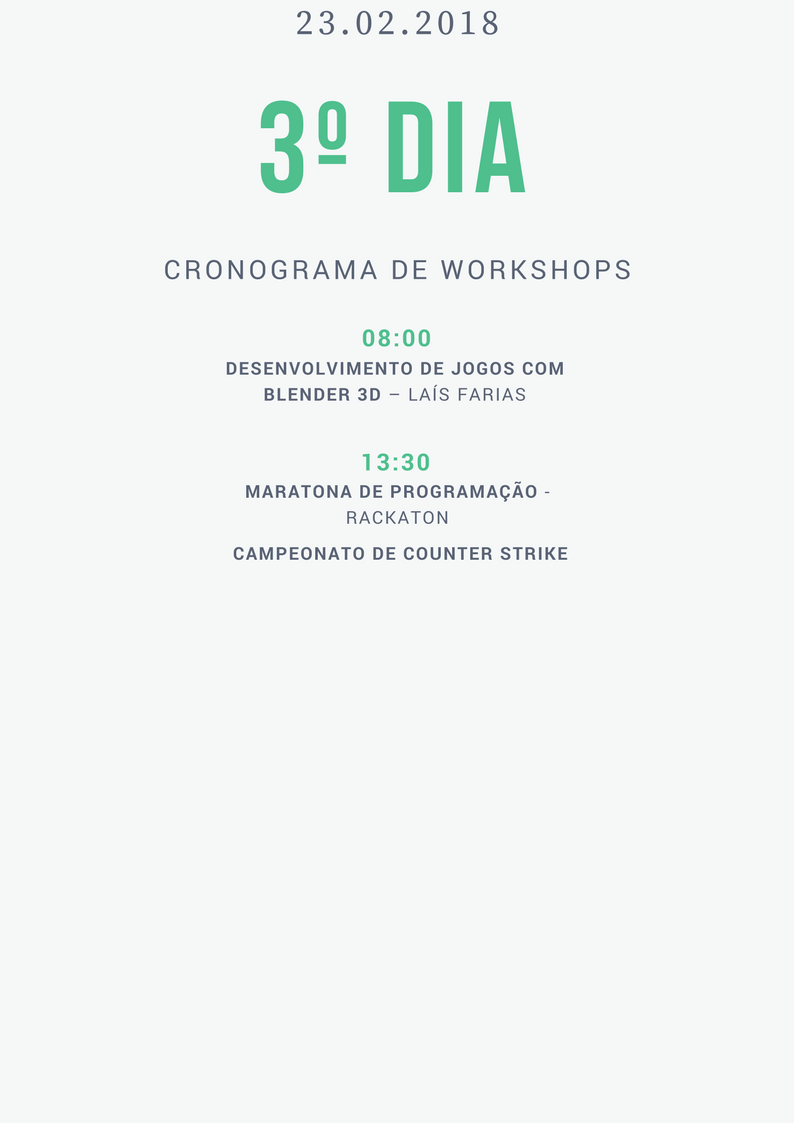 23.02.2018
3º DIA
CRONOGRAMA DE WORKSHOPS
08:00
DESENVOLVIMENTO DE JOGOS COM
BLENDER 3D – LAÍS FARIAS
13:30
MARATONA DE PROGRAMAÇÃO -
RACKATON
CAMPEONATO DE COUNTER STRIKE